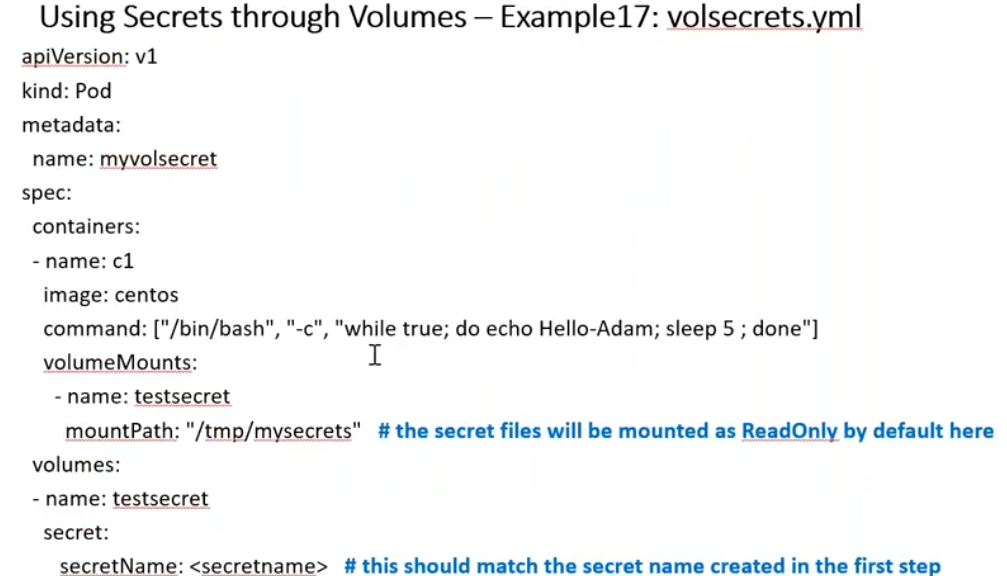 Using Secrets through Volumes – Example17: volsecrets.yml
apiVersion: v1
kind: Pod
metadata:
  name: myvolsecret
spec:
  containers:
  - name: c1
    image: centos
    command: ["/bin/bash", "-c", "while true; do echo Hello-Adam; sleep 5 ; done"]
    volumeMounts:
     - name: testsecret
       mountPath: "/tmp/mysecrets"   # the secret files will be mounted as ReadOnly by default here
  volumes:
  - name: testsecret
    secret:
      secretName: <secretname>   # this should match the secret name created in the first step